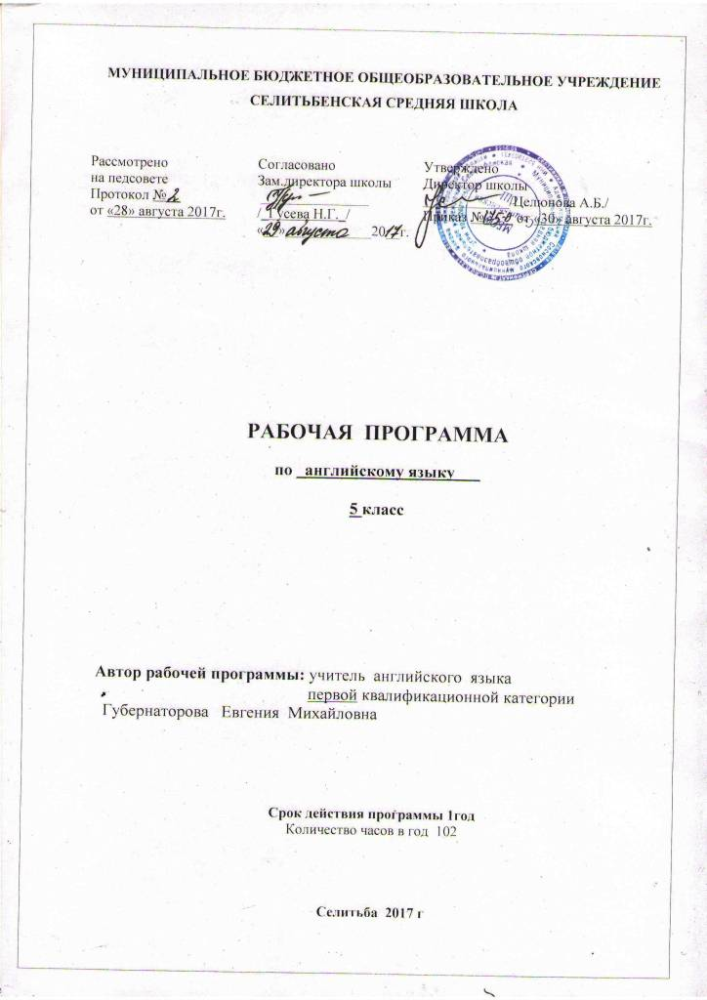 МУНИЦИПАЛЬНОЕ БЮДЖЕТНОЕ ОБЩЕОБРАЗОВАТЕЛЬНОЕ УЧРЕЖДЕНИЕ
СЕЛИТЬБЕНСКАЯ СРЕДНЯЯ ШКОЛА
Рассмотрено
на педсовете
Протокол № 2
от «28» августа 2017г.
Согласовано
Зам.директора школы
/ Гусева Н.Г. /
«29» августа 2017г.
Утверждено
Директор школы
Целюнова А.Б./
Приказ № от «30» августа 2017г.
РАБОЧАЯ ПРОГРАММА
по английскому языку
5 класс
Автор рабочей программы: учитель английского языка
первой квалификационной категории
Губернаторова Евгения Михайловна
Срок действия программы 1год
Количество часов в год 102
Селитьба 2017 г